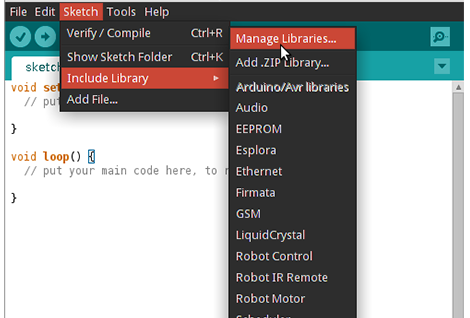 File Edit Sketch Tools Help
Verify / Compile Ctrl+R
Show Sketch Folder Ctrl+K
Include Library
Add File...
Manage Libraries...
Add .ZIP Library...
Arduino/Avr libraries
Audio
EEPROM
Esplora
Ethernet
Firmata
GSM
LiquidCrystal
Robot Control
Robot IR Remote
Robot Motor
sketch
void
// put
}
void loop() {
// put your main code here, to
}